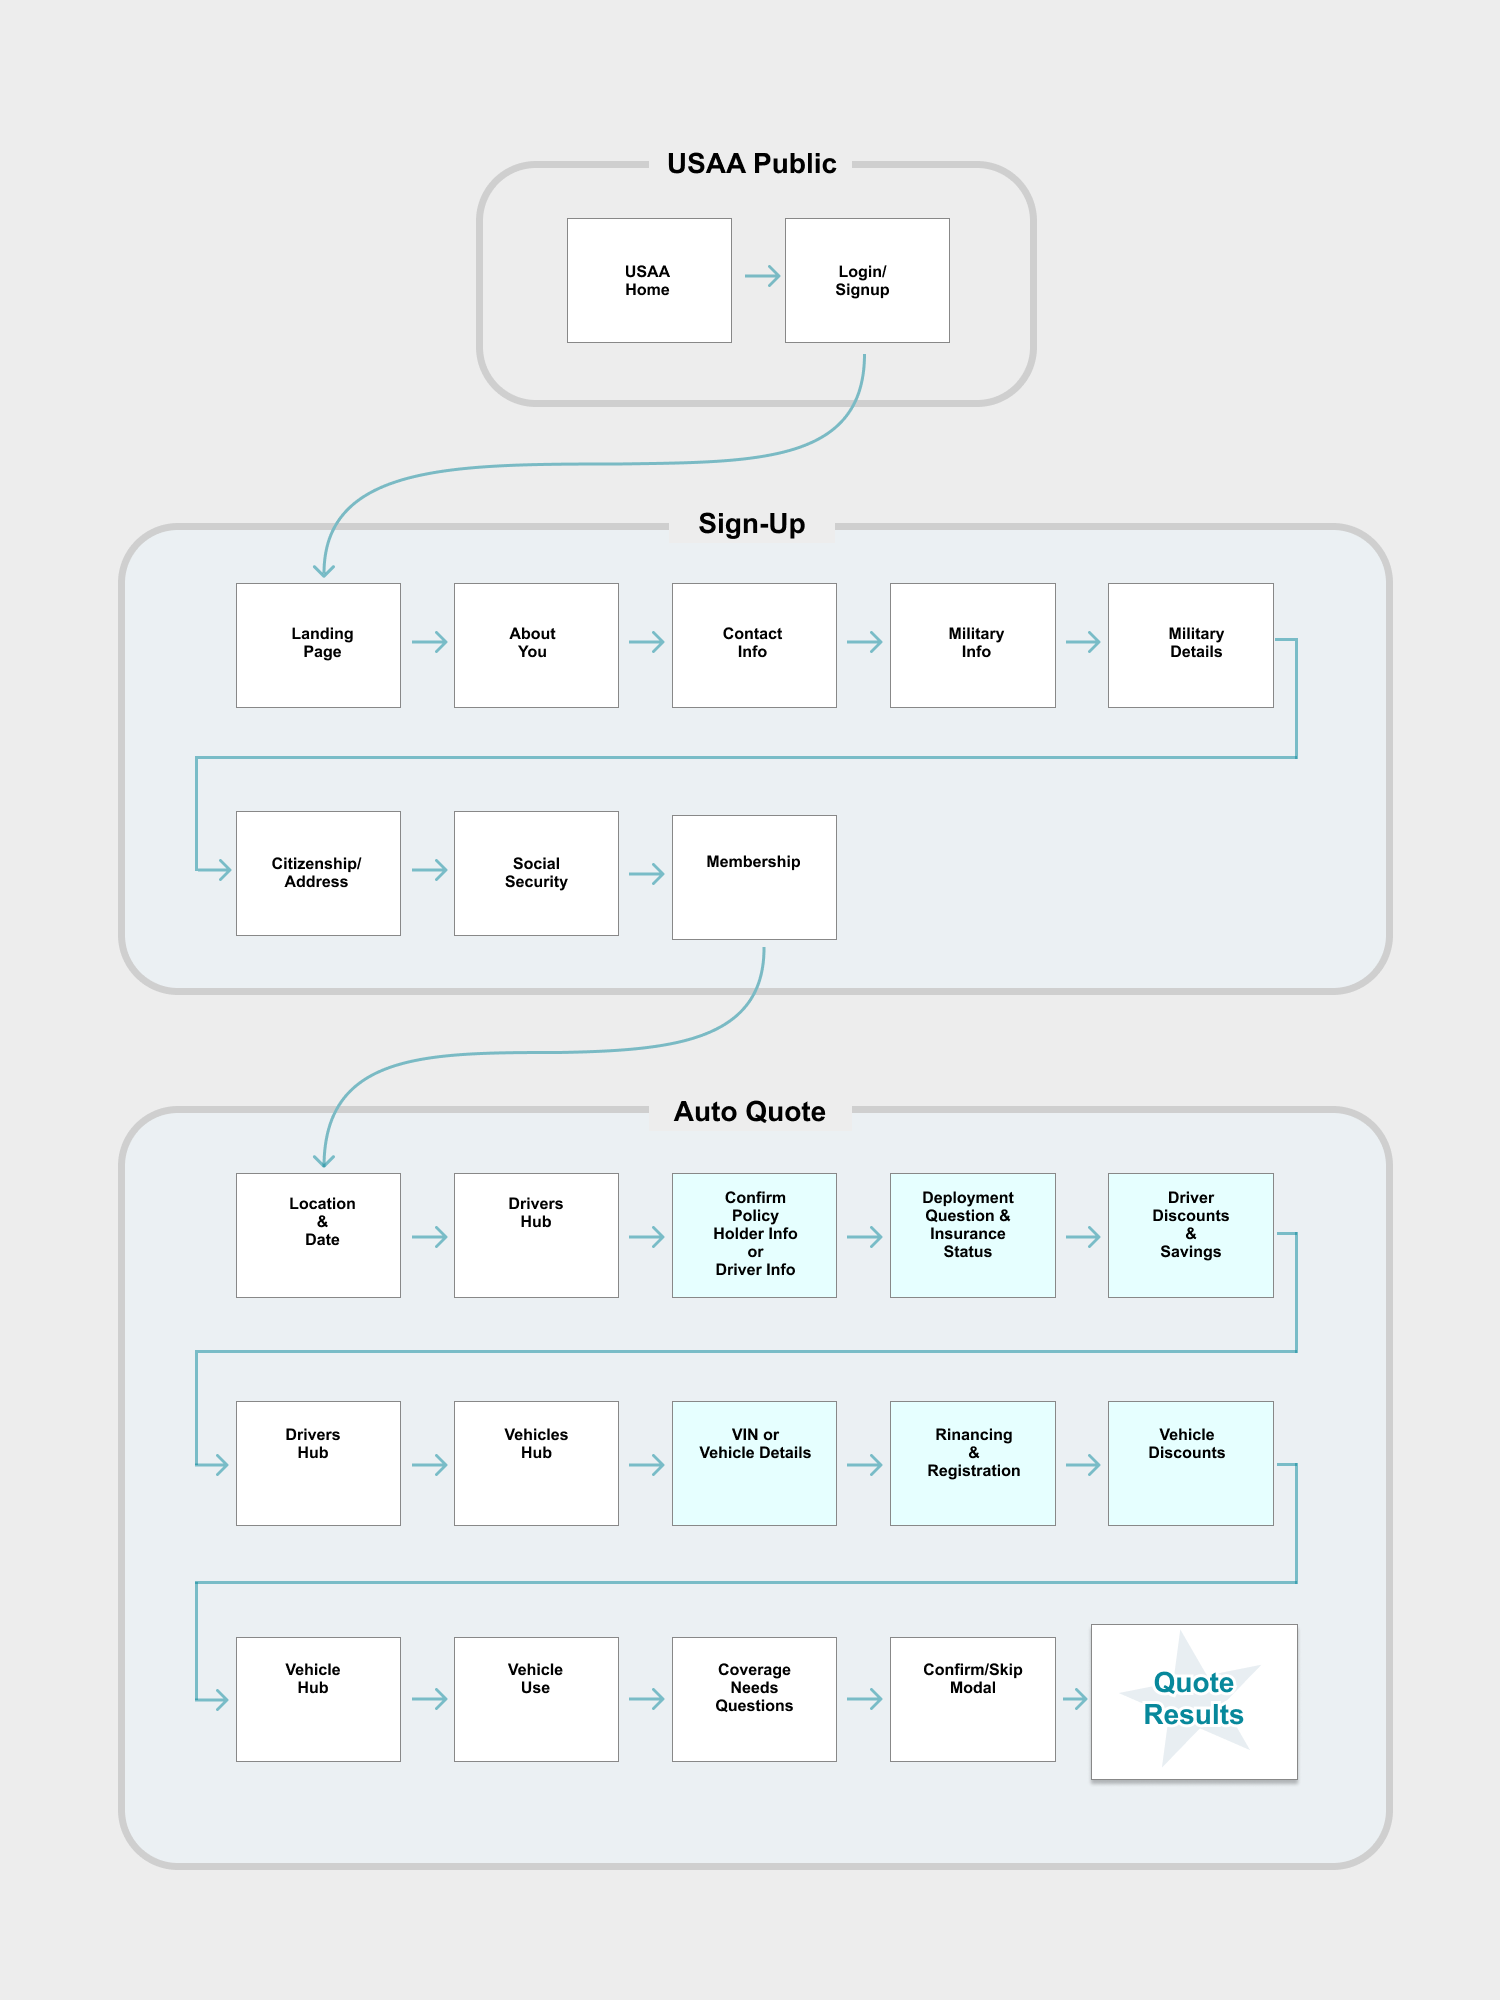 USAA Public
USAA
Home
Login/
Signup
Sign-Up
Landing
Page
About
You
Contact
Info
Military
Info
Military
Details
Citizenship/
Address
Social
Security
Membership
Auto Quote
Location
&
Date
Drivers
Hub
Confirm
Policy
Holder Info
or
Driver Info
Deployment
Question &
Insurance
Status
Driver
Discounts
&
Savings
Drivers
Hub
Vehicles
Hub
VIN or
Vehicle Details
Rinancing
&
Registration
Vehicle
Discounts
Vehicle
Hub
Vehicle
Use
Coverage
Needs
Questions
Confirm/Skip
Modal
Quote
Results